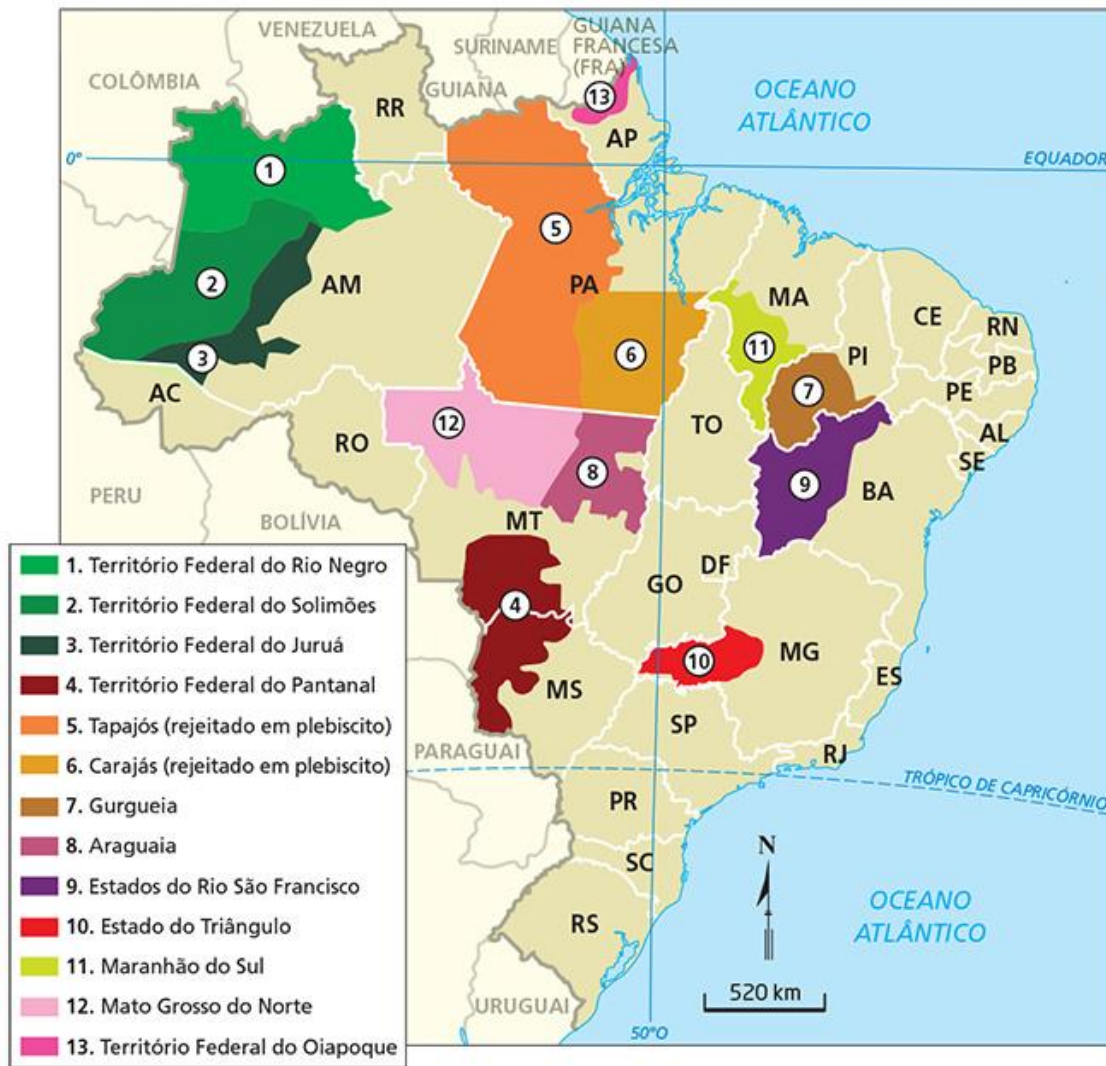 VENEZUELA
GUIANA
FRANCESA
(FRA)
SURINAME
COLÔMBIA
GUIANA
RR
13
AP
OCEANO
ATLÂNTICO
0°
EQUADOR
1
5
2
AM
PA
MA
CE
RN
3
6
11
PI
PB
7
PE
AC
12
TO
AL
RO
SE
8
9
BA
PERU
BOLÍVIA
MT
DF
GO
4
10
MG
MS
ES
SP
PARAGUAI
RJ
TRÓPICO DE CAPRICÓRNIO
PR
N
SC
RS
OCEANO
ATLÂNTICO
520 km
URUGUAI
50°O
1. Território Federal do Rio Negro
2. Território Federal do Solimões
3. Território Federal do Juruá
4. Território Federal do Pantanal
5. Tapajós (rejeitado em plebiscito)
6. Carajás (rejeitado em plebiscito)
7. Gurgueia
8. Araguaia
9. Estados do Rio São Francisco
10. Estado do Triângulo
11. Maranhão do Sul
12. Mato Grosso do Norte
13. Território Federal do Oiapoque